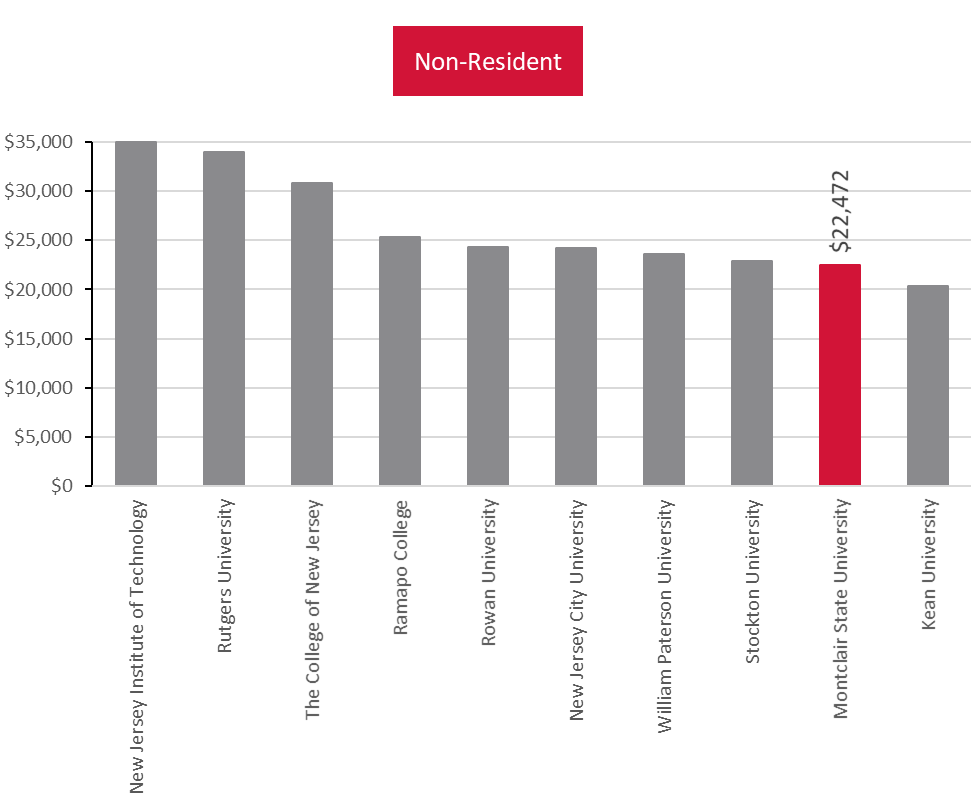 Non-Resident
$35,000
$30,000
$25,000
$20,000
$15,000
$10,000
$5,000
$0
$22,472
New Jersey Institute of Technology
Rutgers University
The College of New Jersey
Ramapo College
Rowan University
New Jersey City University
William Paterson University
Stockton University
Montclair State University
Kean University